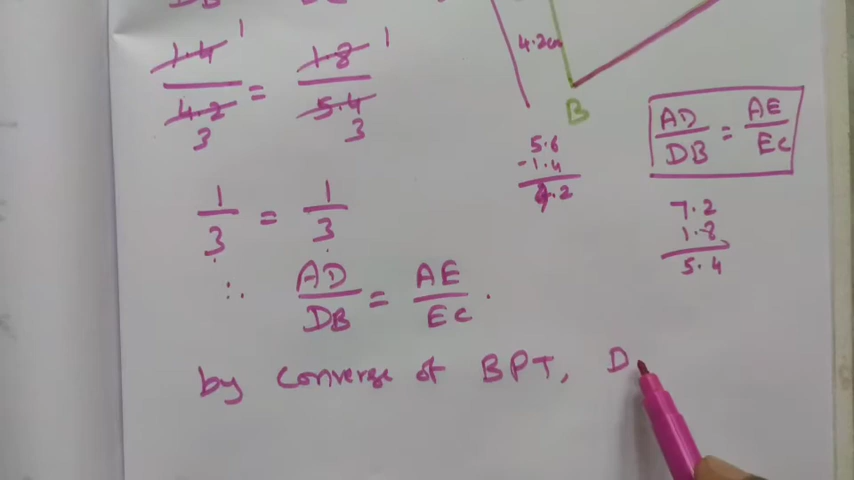 DB
1.4 1 = 1.8 1
4.2 3 5.4 3
1/3 = 1/3
∴ AD/DB = AE/EC.
by converge of BPT, D
4.2cm
B
5.6
-1.4
4.2
AD/DB = AE/EC
7.2
1.8
5.4